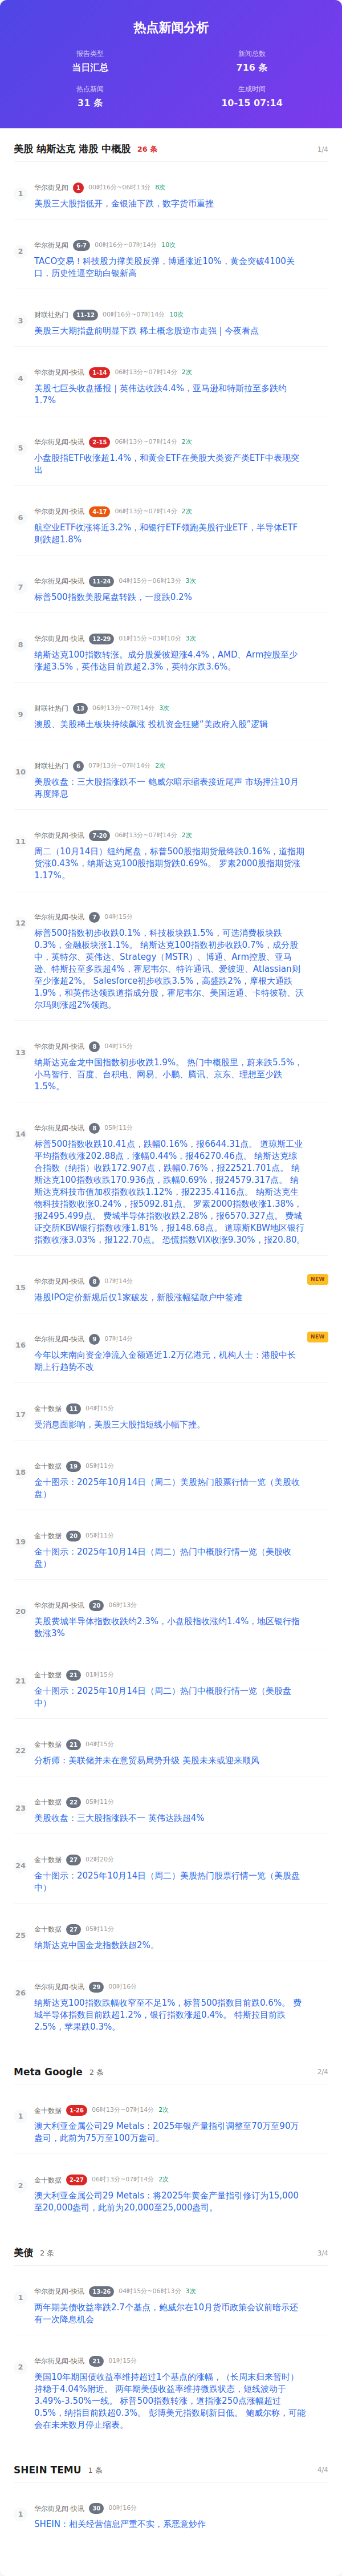 热点新闻分析
报告类型
新闻总数
当日汇总
716 条
热点新闻
生成时间
31 条
10-15 07:14
美股 纳斯达克 港股 中概股 26 条 1/4
1
华尔街见闻 1 00时16分~06时13分 8次
美股三大股指低开，金银油下跌，数字货币重挫
2
华尔街见闻 6-7 00时16分~07时14分 10次
TACO交易！科技股力撑美股反弹，博通涨近10%，黄金突破4100关
口，历史性逼空助白银新高
3
财联社热门 11-12 00时16分~07时14分 10次
美股三大期指盘前明显下跌 稀土概念股逆市走强 | 今夜看点
4
华尔街见闻-快讯 1-14 06时13分~07时14分 2次
美股七巨头收盘播报｜英伟达收跌4.4%，亚马逊和特斯拉至多跌约
1.7%
5
华尔街见闻-快讯 2-15 06时13分~07时14分 2次
小盘股指ETF收涨超1.4%，和黄金ETF在美股大类资产类ETF中表现突
出
6
华尔街见闻-快讯 4-17 06时13分~07时14分 2次
航空业ETF收涨近3.2%，和银行ETF领跑美股行业ETF，半导体ETF
则跌超1.8%
7
华尔街见闻-快讯 11-24 04时15分~06时13分 3次
标普500指数美股尾盘转跌，一度跌0.2%
8
华尔街见闻-快讯 12-29 01时15分~03时10分 3次
纳斯达克100指数转涨。成分股爱彼迎涨4.4%，AMD、Arm控股至少
涨超3.5%，英伟达目前跌超2.3%，英特尔跌3.6%。
9
财联社热门 13 06时13分~07时14分 3次
澳股、美股稀土板块持续飙涨 投机资金狂赌“美政府入股”逻辑
10
财联社热门 6 07时13分~07时14分 2次
美股收盘：三大股指涨跌不一 鲍威尔暗示缩表接近尾声 市场押注10月
再度降息
11
华尔街见闻-快讯 7-20 06时13分~07时14分 2次
周二（10月14日）纽约尾盘，标普500股指期货最终跌0.16%，道指期
货涨0.43%，纳斯达克100股指期货跌0.69%。 罗素2000股指期货涨
1.17%。
12
华尔街见闻-快讯 7 04时15分
标普500指数初步收跌0.1%，科技板块跌1.5%，可选消费板块跌
0.3%，金融板块涨1.1%。 纳斯达克100指数初步收跌0.7%，成分股
中，英特尔、英伟达、Strategy（MSTR）、博通、Arm控股、亚马
逊、特斯拉至多跌超4%，霍尼韦尔、特许通讯、爱彼迎、Atlassian则
至少涨超2%。 Salesforce初步收跌3.5%，高盛跌2%，摩根大通跌
1.9%，和英伟达领跌道指成分股，霍尼韦尔、美国运通、卡特彼勒、沃
尔玛则涨超2%领跑。
13
华尔街见闻-快讯 8 04时15分
纳斯达克金龙中国指数初步收跌1.9%。 热门中概股里，蔚来跌5.5%，
小马智行、百度、台积电、网易、小鹏、腾讯、京东、理想至少跌
1.5%。
14
华尔街见闻-快讯 8 05时11分
标普500指数收跌10.41点，跌幅0.16%，报6644.31点。 道琼斯工业
平均指数收涨202.88点，涨幅0.44%，报46270.46点。 纳斯达克综
合指数（纳指）收跌172.907点，跌幅0.76%，报22521.701点。 纳
斯达克100指数收跌170.936点，跌幅0.69%，报24579.317点。 纳
斯达克科技市值加权指数收跌1.12%，报2235.4116点。 纳斯达克生
物科技指数收涨0.24%，报5092.81点。 罗素2000指数收涨1.38%，
报2495.499点。 费城半导体指数收跌2.28%，报6570.327点。 费城
证交所KBW银行指数收涨1.81%，报148.68点。 道琼斯KBW地区银行
指数收涨3.03%，报122.70点。 恐慌指数VIX收涨9.30%，报20.80。
15
华尔街见闻-快讯 8 07时14分 NEW
港股IPO定价新规后仅1家破发，新股涨幅猛散户中签难
16
华尔街见闻-快讯 9 07时14分 NEW
今年以来南向资金净流入金额逼近1.2万亿港元，机构人士：港股中长
期上行趋势不改
17
金十数据 11 04时15分
受消息面影响，美股三大股指短线小幅下挫。
18
金十数据 19 05时11分
金十图示：2025年10月14日（周二）美股热门股票行情一览（美股收
盘）
19
金十数据 20 05时11分
金十图示：2025年10月14日（周二）热门中概股行情一览（美股收
盘）
20
华尔街见闻-快讯 20 06时13分
美股费城半导体指数收跌约2.3%，小盘股指收涨约1.4%，地区银行指
数涨3%
21
金十数据 21 01时15分
金十图示：2025年10月14日（周二）热门中概股行情一览（美股盘
中）
22
金十数据 21 04时15分
分析师：美联储并未在意贸易局势升级 美股未来或迎来顺风
23
金十数据 22 05时11分
美股收盘：三大股指涨跌不一 英伟达跌超4%
24
金十数据 27 02时20分
金十图示：2025年10月14日（周二）美股热门股票行情一览（美股盘
中）
25
金十数据 27 05时11分
纳斯达克中国金龙指数跌超2%。
26
华尔街见闻-快讯 29 00时16分
纳斯达克100指数跌幅收窄至不足1%，标普500指数目前跌0.6%。 费
城半导体指数目前跌超1.2%，银行指数涨超0.4%。 特斯拉目前跌
2.5%，苹果跌0.3%。
Meta Google 2 条 2/4
1
金十数据 1-26 06时13分~07时14分 2次
澳大利亚金属公司29 Metals：2025年银产量指引调整至70万至90万
盎司，此前为75万至100万盎司。
2
金十数据 2-27 06时13分~07时14分 2次
澳大利亚金属公司29 Metals：将2025年黄金产量指引修订为15,000
至20,000盎司，此前为20,000至25,000盎司。
美债 2 条 3/4
1
华尔街见闻-快讯 13-26 04时15分~06时13分 3次
两年期美债收益率跌2.7个基点，鲍威尔在10月货币政策会议前暗示还
有一次降息机会
2
华尔街见闻-快讯 21 01时15分
美国10年期国债收益率维持超过1个基点的涨幅，（长周末归来暂时）
持稳于4.04%附近。 两年期美债收益率维持微跌状态，短线波动于
3.49%-3.50%一线。 标普500指数转涨，道指涨250点涨幅超过
0.5%，纳指目前跌超0.3%。 彭博美元指数刷新日低。 鲍威尔称，可能
会在未来数月停止缩表。
SHEIN TEMU 1 条 4/4
1
华尔街见闻-快讯 30 00时16分
SHEIN：相关经营信息严重不实，系恶意炒作